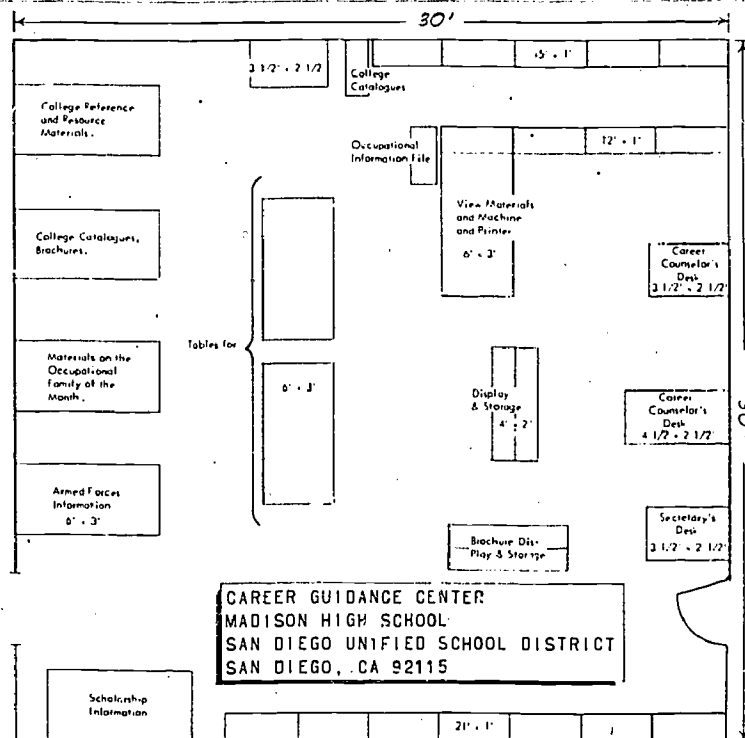 30'
3 1/2' x 2 1/2
College
Catalogues
15' x 1'
College Reference
and Resource
Materials.
Occupational
Information File
12' x 1'
View Materials
and Machine
and Printer
6' x 3'
College Catalogues,
Brochures.
Career
Counselor's
Desk
3 1/2' x 2 1/2'
Tables for
Materials on the
Occupational
Family of the
Month.
6' x 3'
Display
& Storage
4' x 2'
Career
Counselor's
Desk
4 1/2 x 2 1/2'
Armed Forces
Information
6' x 3'
Brochure Dis-
Play & Storage
Secretary's
Desk
3 1/2' x 2 1/2'
CAREER GUIDANCE CENTER
MADISON HIGH SCHOOL
SAN DIEGO UNIFIED SCHOOL DISTRICT
SAN DIEGO, CA 92115
Scholarship
Information
21' x 1'